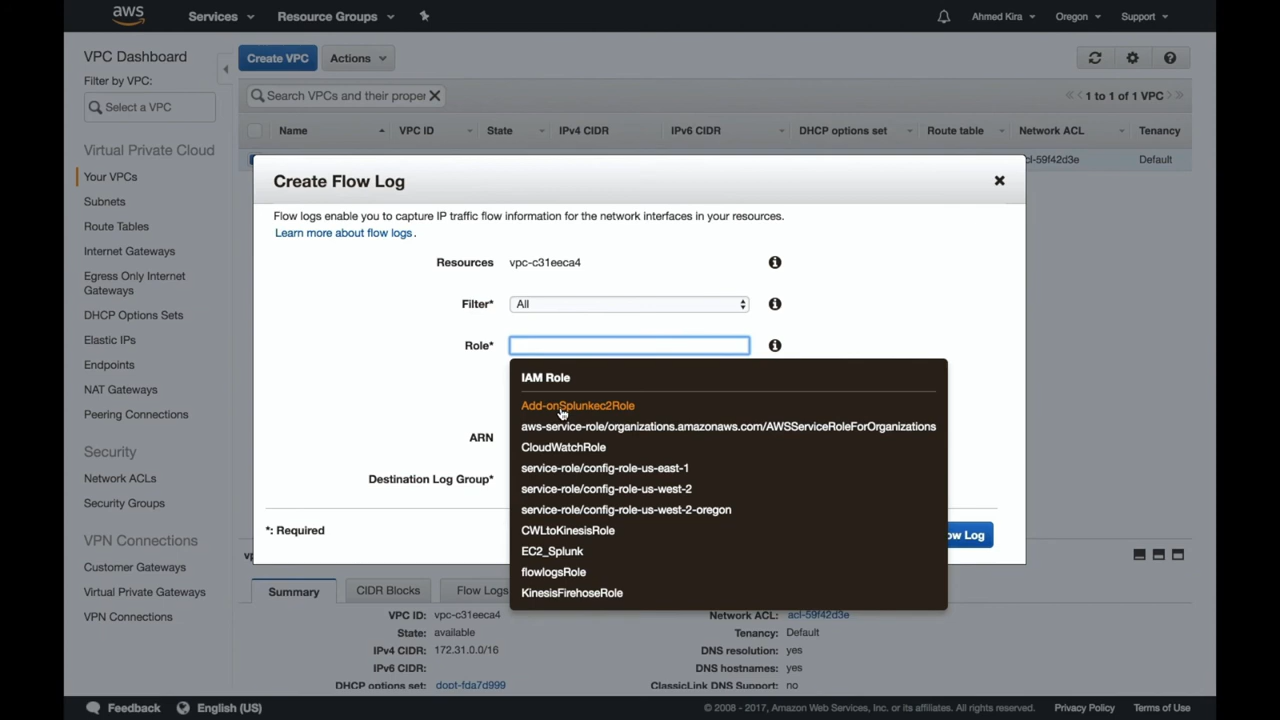 aws Services Resource Groups Ahmed Kira Oregon Support
VPC Dashboard
Filter by VPC:
Select a VPC
Virtual Private Cloud
Your VPCs
Subnets
Route Tables
Internet Gateways
Egress Only Internet
Gateways
DHCP Options Sets
Elastic IPs
Endpoints
NAT Gateways
Peering Connections
Security
Network ACLs
Security Groups
VPN Connections
Customer Gateways
Virtual Private Gateways
VPN Connections
Create VPC Actions
Search VPCs and their proper 1 to 1 of 1 VPC
Name VPC ID State IPv4 CIDR IPv6 CIDR DHCP options set Route table Network ACL Tenancy
cl-59f42d3e Default
Create Flow Log
Flow logs enable you to capture IP traffic flow information for the network interfaces in your resources.
Learn more about flow logs.
Resources vpc-c31eeca4
Filter* All
Role*
IAM Role
Add-onSplunkec2Role
aws-service-role/organizations.amazonaws.com/AWSServiceRoleForOrganizations
CloudWatchRole
service-role/config-role-us-east-1
service-role/config-role-us-west-2
service-role/config-role-us-west-2-oregon
CWLtoKinesisRole
EC2_Splunk
flowlogsRole
KinesisFirehoseRole
ARN
Destination Log Group*
*: Required
ow Log
vp
Summary CIDR Blocks Flow Logs
VPC ID: vpc-c31eeca4 Network ACL: acl-59f42d3e
State: available Tenancy: Default
IPv4 CIDR: 172.31.0.0/16 DNS resolution: yes
IPv6 CIDR: DNS hostnames: yes
DHCP options set: dopt-fda7d999 ClassicLink DNS Support: no
Feedback English (US) © 2008 - 2017, Amazon Web Services, Inc. or its affiliates. All rights reserved. Privacy Policy Terms of Use